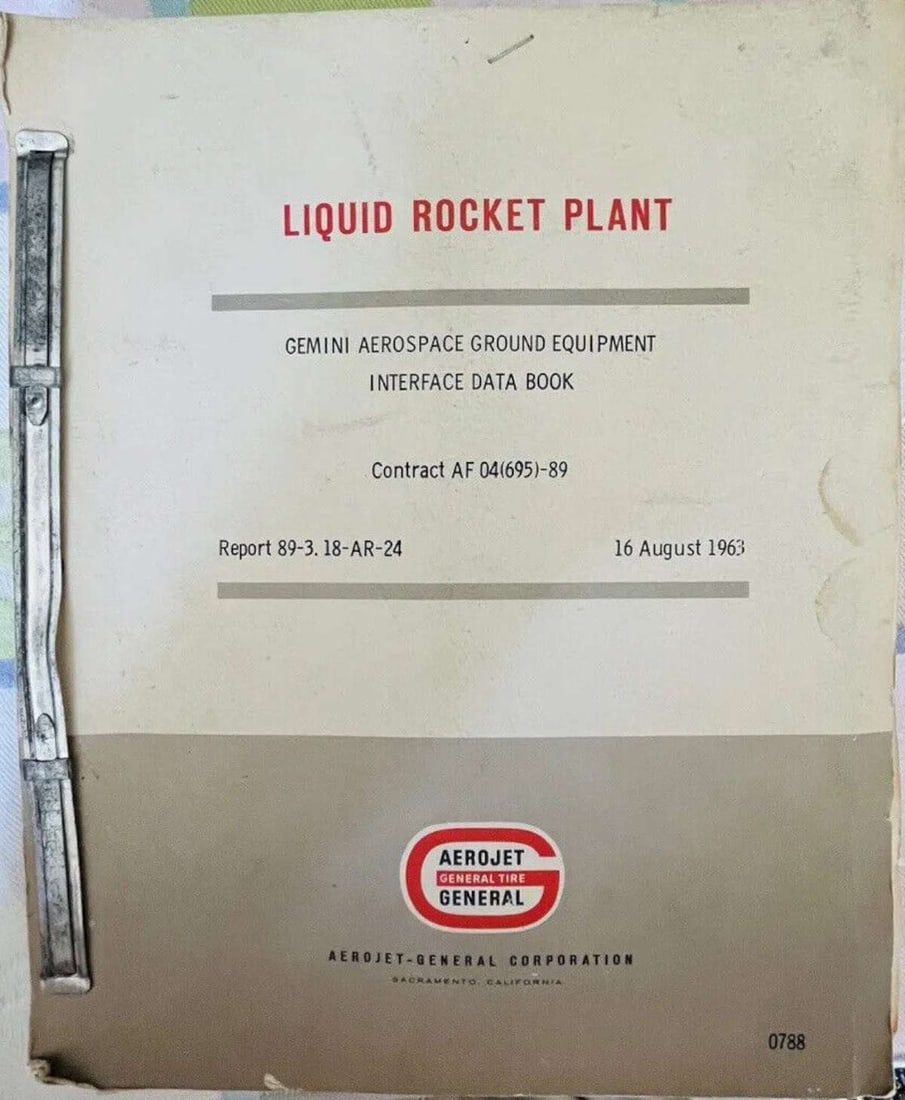 LIQUID ROCKET PLANT
GEMINI AEROSPACE GROUND EQUIPMENT
INTERFACE DATA BOOK
Contract AF 04(695)-89
Report 89-3.18-AR-24 16 August 1963
AEROJET
GENERAL TIRE
GENERAL
AEROJET-GENERAL CORPORATION
SACRAMENTO, CALIFORNIA
0788